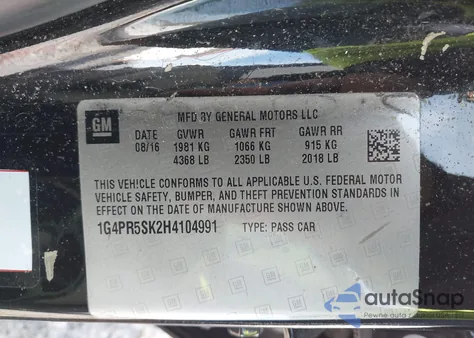 GM
MFD BY GENERAL MOTORS LLC
DATE GVWR GAWR FRT GAWR RR
08/16 1981 KG 1066 KG 915 KG
4368 LB 2350 LB 2018 LB
THIS VEHICLE CONFORMS TO ALL APPLICABLE U.S. FEDERAL MOTOR
VEHICLE SAFETY, BUMPER, AND THEFT PREVENTION STANDARDS IN
EFFECT ON THE DATE OF MANUFACTURE SHOWN ABOVE.
1G4PR5SK2H4104991 TYPE: PASS CAR
autoSnap
Pewne auto